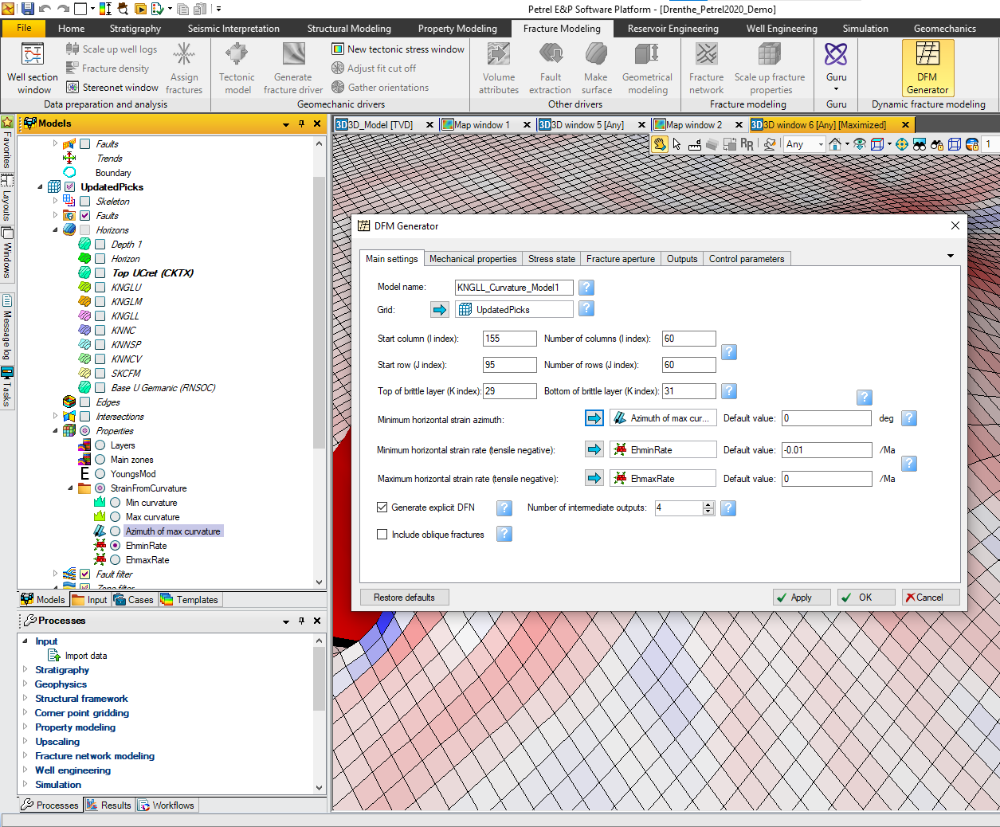 Petrel E&P Software Platform - [Drenthe_Petrel2020_Demo]
File Home Stratigraphy Seismic Interpretation Structural Modeling Property Modeling Fracture Modeling Reservoir Engineering Well Engineering Simulation Geomechanics
Well section window
Scale up well logs
Fracture density
Stereonet window
Assign fractures
Data preparation and analysis
Tectonic model
Generate fracture driver
New tectonic stress window
Adjust fit cut off
Gather orientations
Geomechanic drivers
Volume attributes
Fault extraction
Make surface
Geometrical modeling
Other drivers
Fracture network
Scale up fracture properties
Fracture modeling
Guru
Guru
DFM Generator
Dynamic fracture modeling
Favorites
Layouts
Windows
Message log
Tasks
Models
Faults
Trends
Boundary
UpdatedPicks
Skeleton
Faults
Horizons
Depth 1
Horizon
Top UCret (CKTX)
KNGLU
KNGLM
KNGLL
KNNC
KNNSP
KNNCV
SKCFM
Base U Germanic (RNSOC)
Edges
Intersections
Properties
Layers
Main zones
E YoungsMod
StrainFromCurvature
Min curvature
Max curvature
Azimuth of max curvature
EhminRate
EhmaxRate
Fault filter
Zone filter
Models Input Cases Templates
Processes
Input
Import data
Stratigraphy
Geophysics
Structural framework
Corner point gridding
Property modeling
Upscaling
Fracture network modeling
Well engineering
Simulation
Processes Results Workflows
3D 3D_Model [TVD] Map window 1 3D 3D window 5 [Any] Map window 2 3D 3D window 6 [Any] [Maximized]
RR Any 1
DFM Generator
Main settings Mechanical properties Stress state Fracture aperture Outputs Control parameters
Model name: KNGLL_Curvature_Model1 ?
Grid: UpdatedPicks ?
Start column (I index): 155 Number of columns (I index): 60
?
Start row (J index): 95 Number of rows (J index): 60
Top of brittle layer (K index): 29 Bottom of brittle layer (K index): 31 ?
?
Minimum horizontal strain azimuth: Azimuth of max cur... Default value: 0 deg ?
Minimum horizontal strain rate (tensile negative): EhminRate Default value: -0.01 /Ma
?
Maximum horizontal strain rate (tensile negative): EhmaxRate Default value: 0 /Ma
Generate explicit DFN ? Number of intermediate outputs: 4 ?
Include oblique fractures ?
Restore defaults Apply OK Cancel